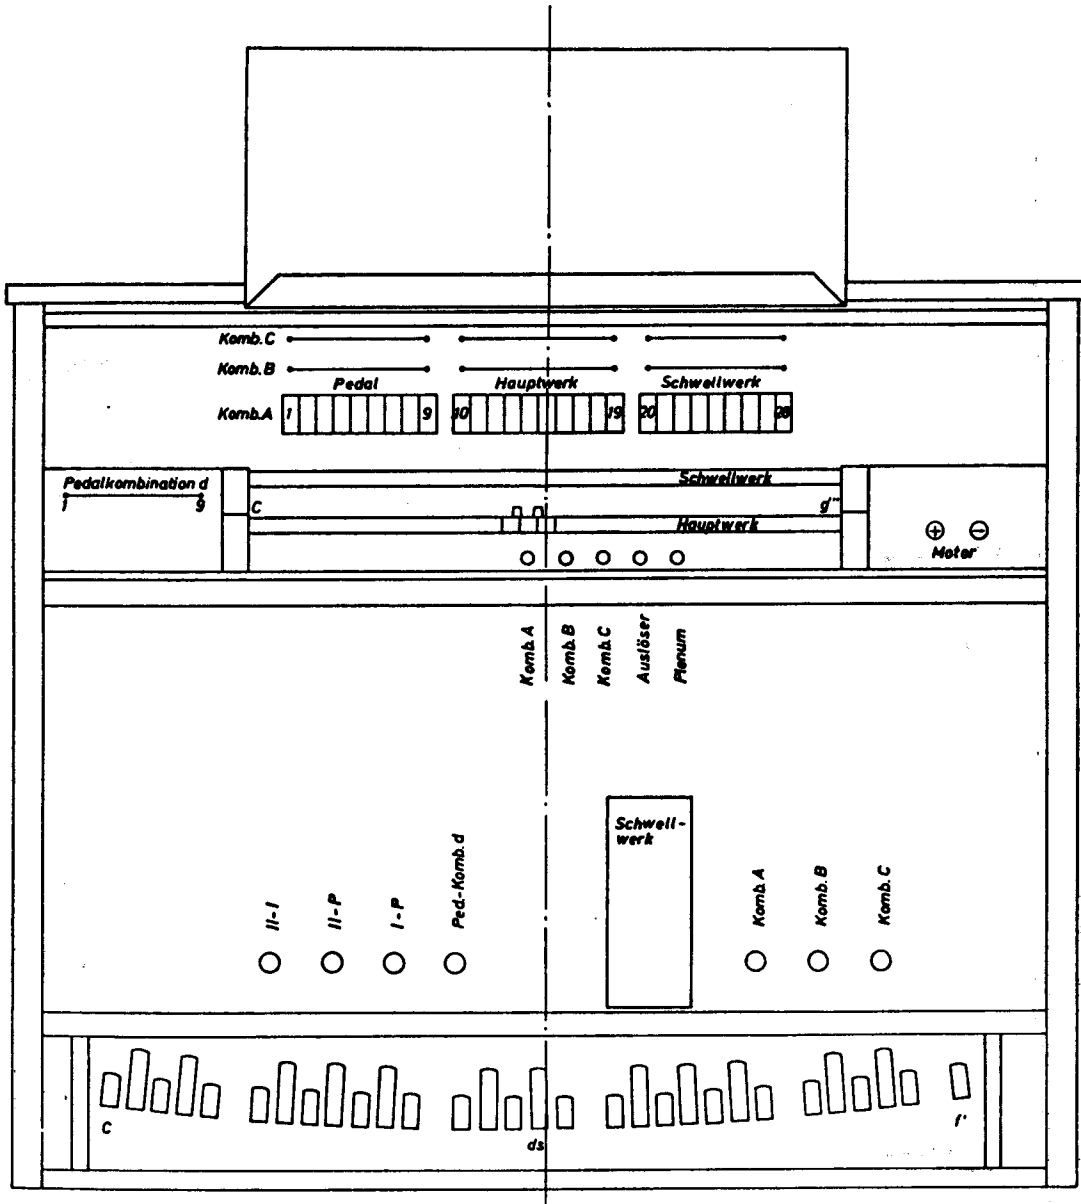 Komb. C
Komb. B
Pedal Hauptwerk Schwellwerk
Komb. A 1 9 10 19 20 28
Pedalkombination d
1 9
Schwellwerk
C g'''
Hauptwerk
+ −
Motor
Komb. A Komb. B Komb. C Auslöser Plenum
Schwell-
werk
II-I II-P I-P Ped.-Komb. d Komb. A Komb. B Komb. C
C ds f'